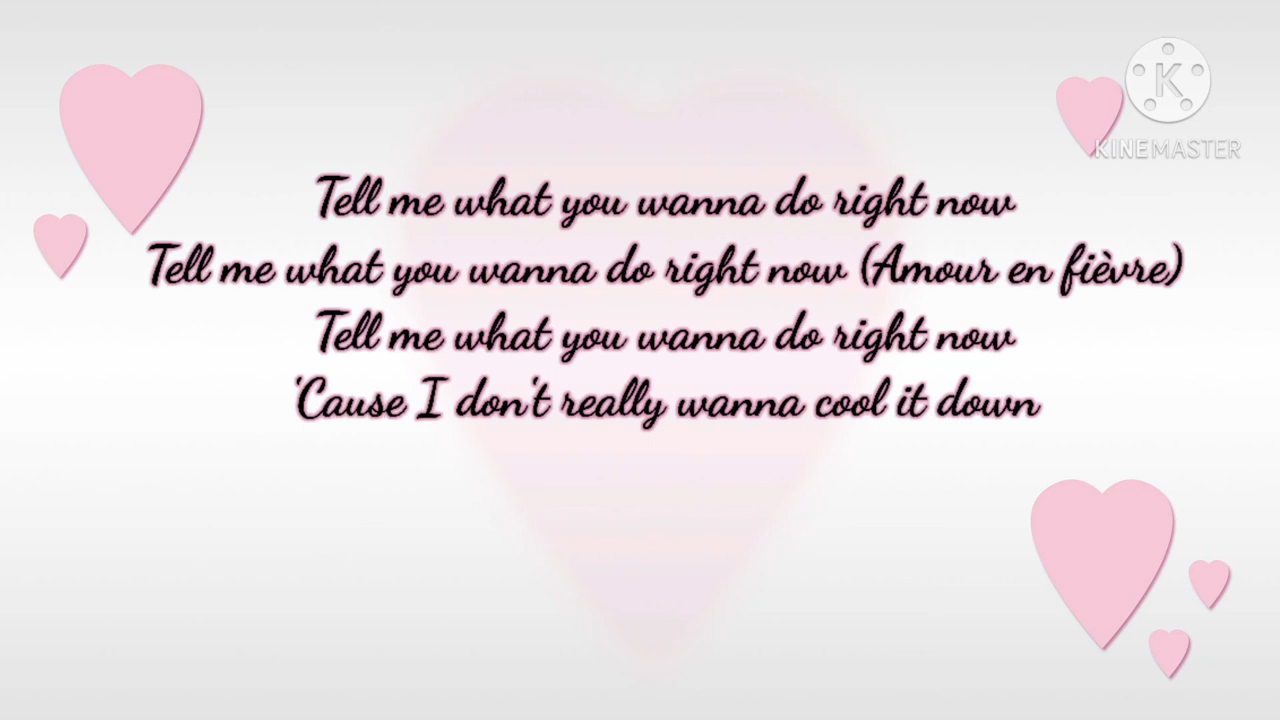 K
KINEMASTER
Tell me what you wanna do right now
Tell me what you wanna do right now (Amour en fièvre)
Tell me what you wanna do right now
'Cause I don't really wanna cool it down